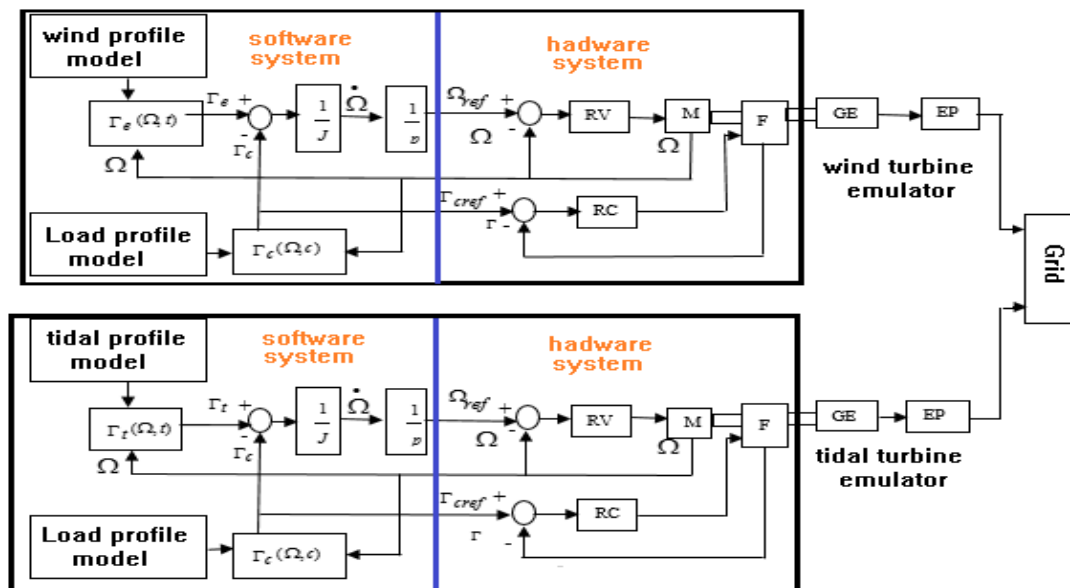 wind profile
model
software
system
hadware
system
Γe +
Γe(Ω,t)
-
Γc
1
J
Ω̇
1
p
Ωref +
Ω
-
RV
M
F
GE
EP
Ω
Ω
wind turbine
emulator
Γcref +
Γ -
RC
Load profile
model
Γc(Ω,c)
Grid
tidal profile
model
software
system
hadware
system
Γt +
Γt(Ω,t)
-
Γc
1
J
Ω̇
1
p
Ωref +
Ω
-
RV
M
F
GE
EP
Ω
Ω
tidal turbine
emulator
Γcref +
Γ -
RC
Load profile
model
Γc(Ω,c)